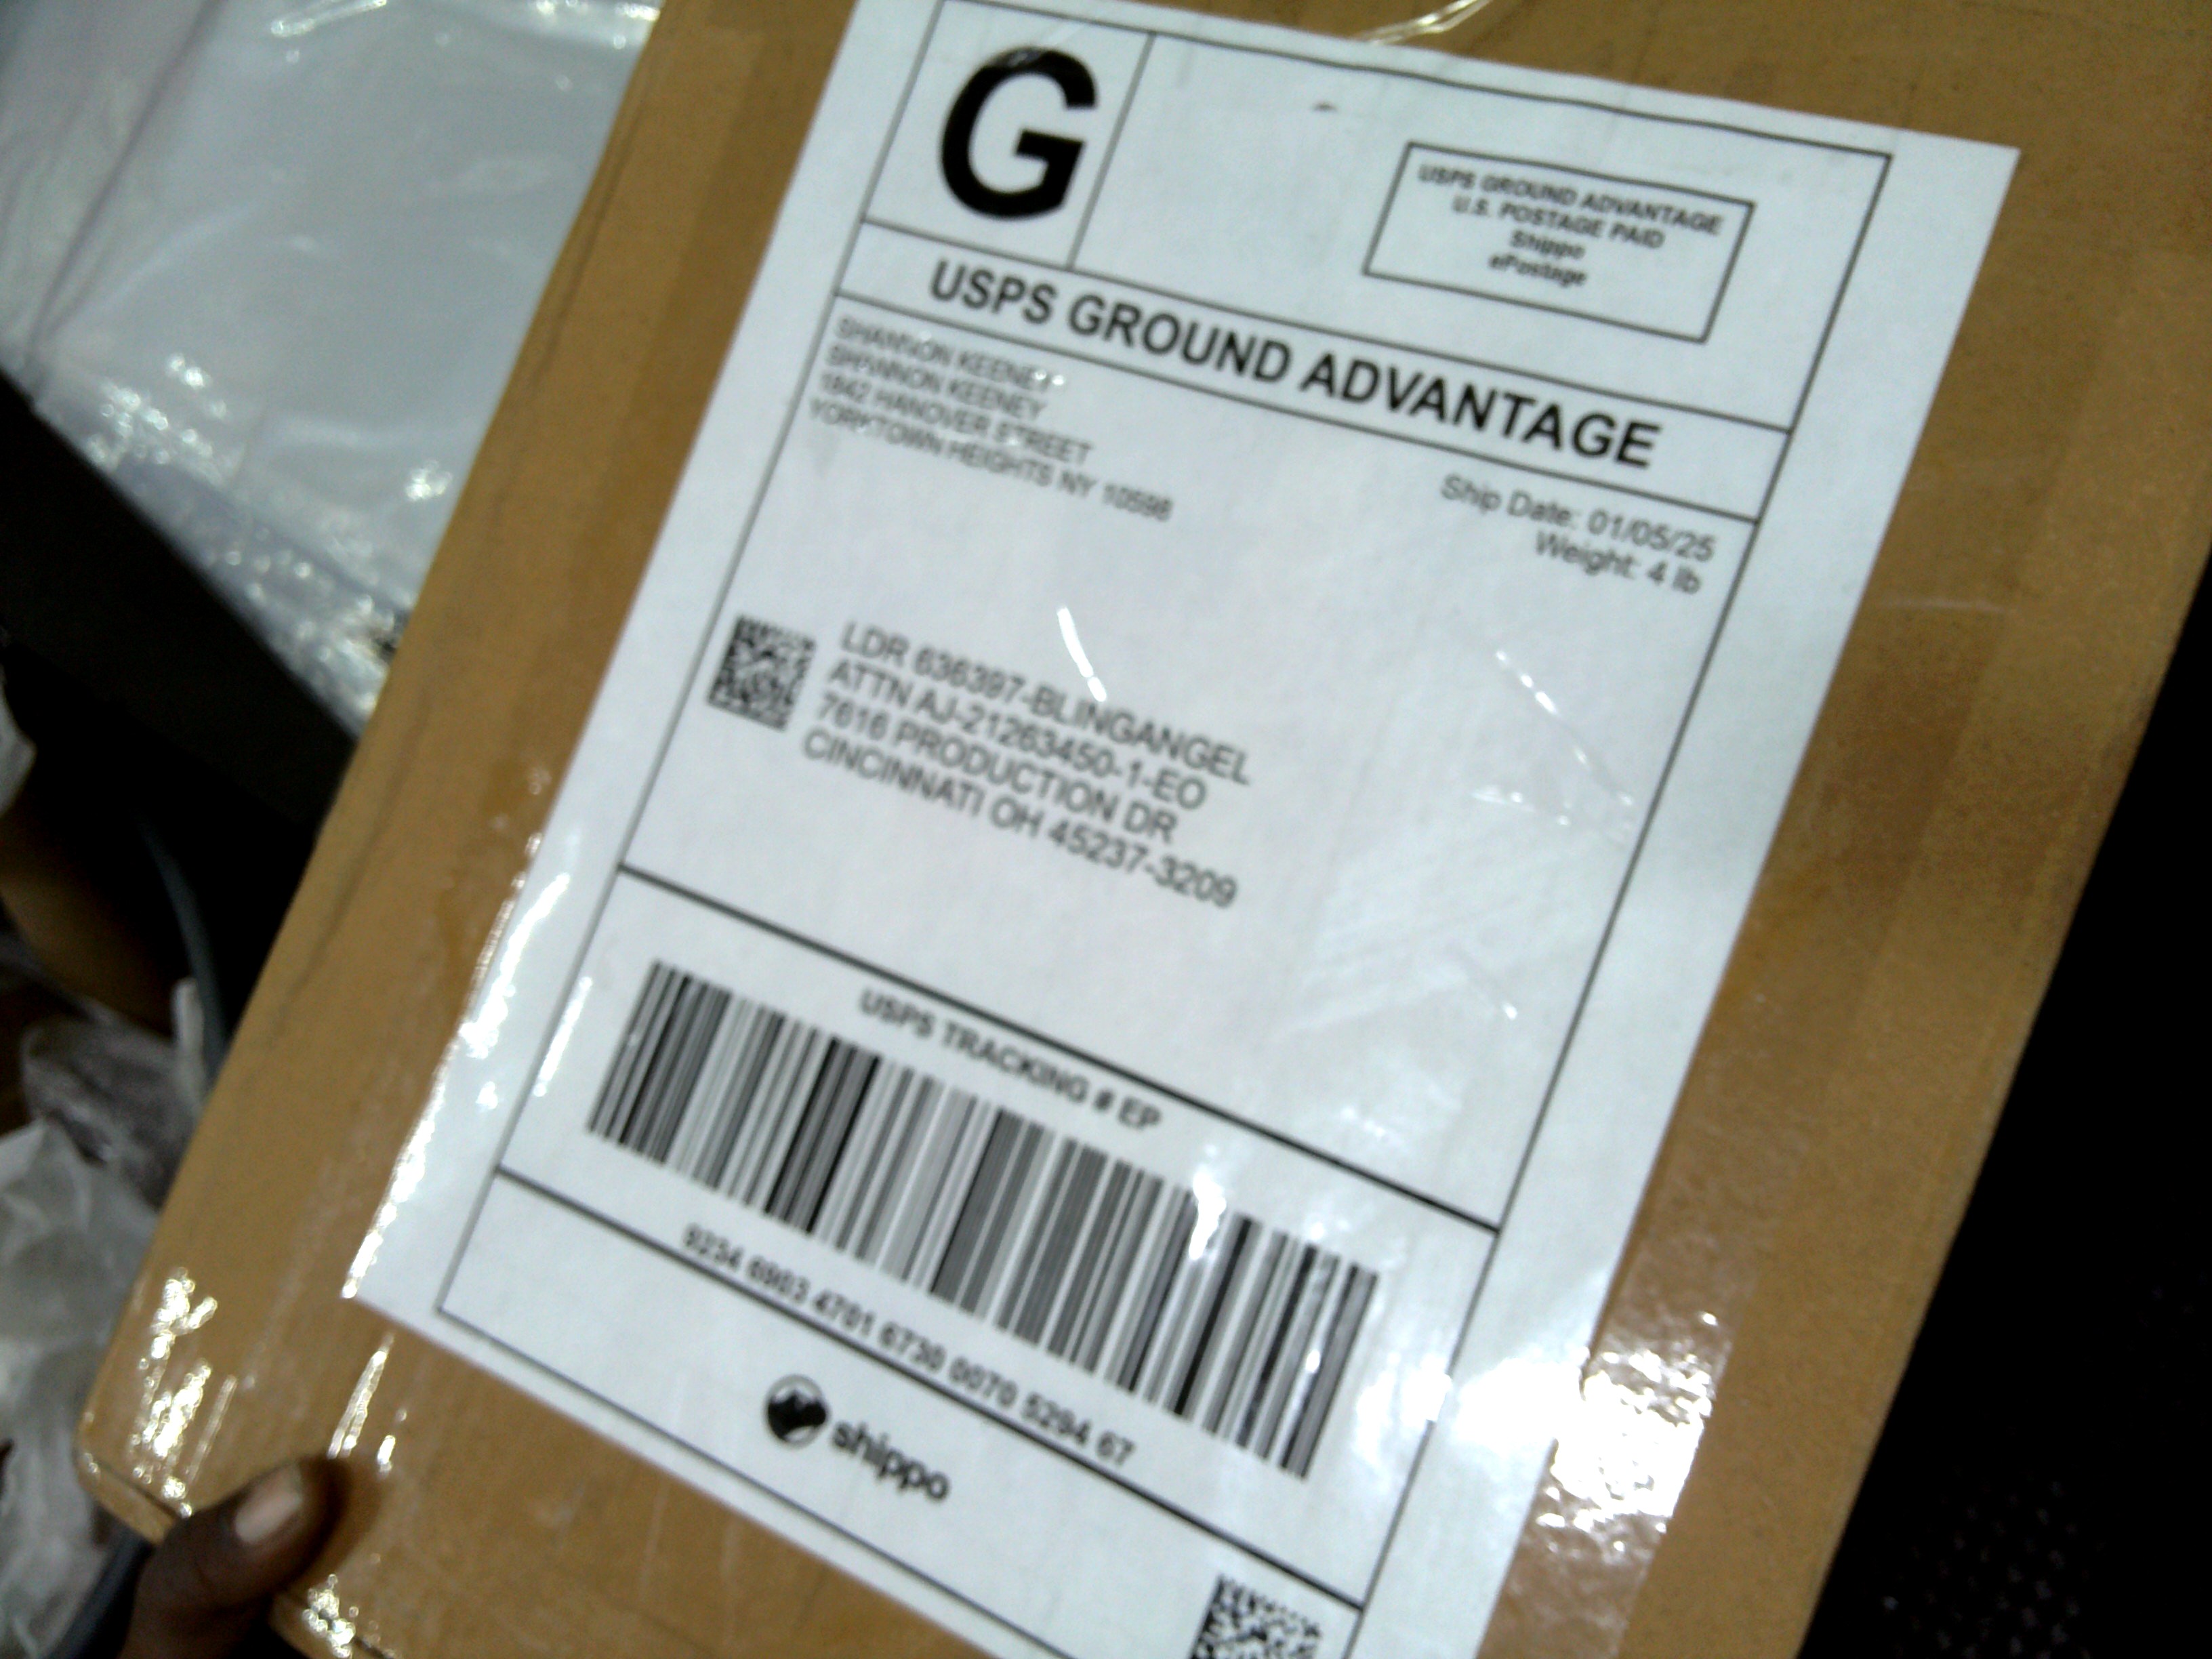 G
USPS GROUND ADVANTAGE
U.S. POSTAGE PAID
Shippo
ePostage
USPS GROUND ADVANTAGE
SHANNON KEENEY
SHANNON KEENEY
1842 HANOVER STREET
YORKTOWN HEIGHTS NY 10598
Ship Date: 01/05/25
Weight: 4 lb
LDR 636397-BLINGANGEL
ATTN AJ-21263450-1-EO
7616 PRODUCTION DR
CINCINNATI OH 45237-3209
USPS TRACKING # EP
9234 6903 4701 6730 0070 5294 67
shippo